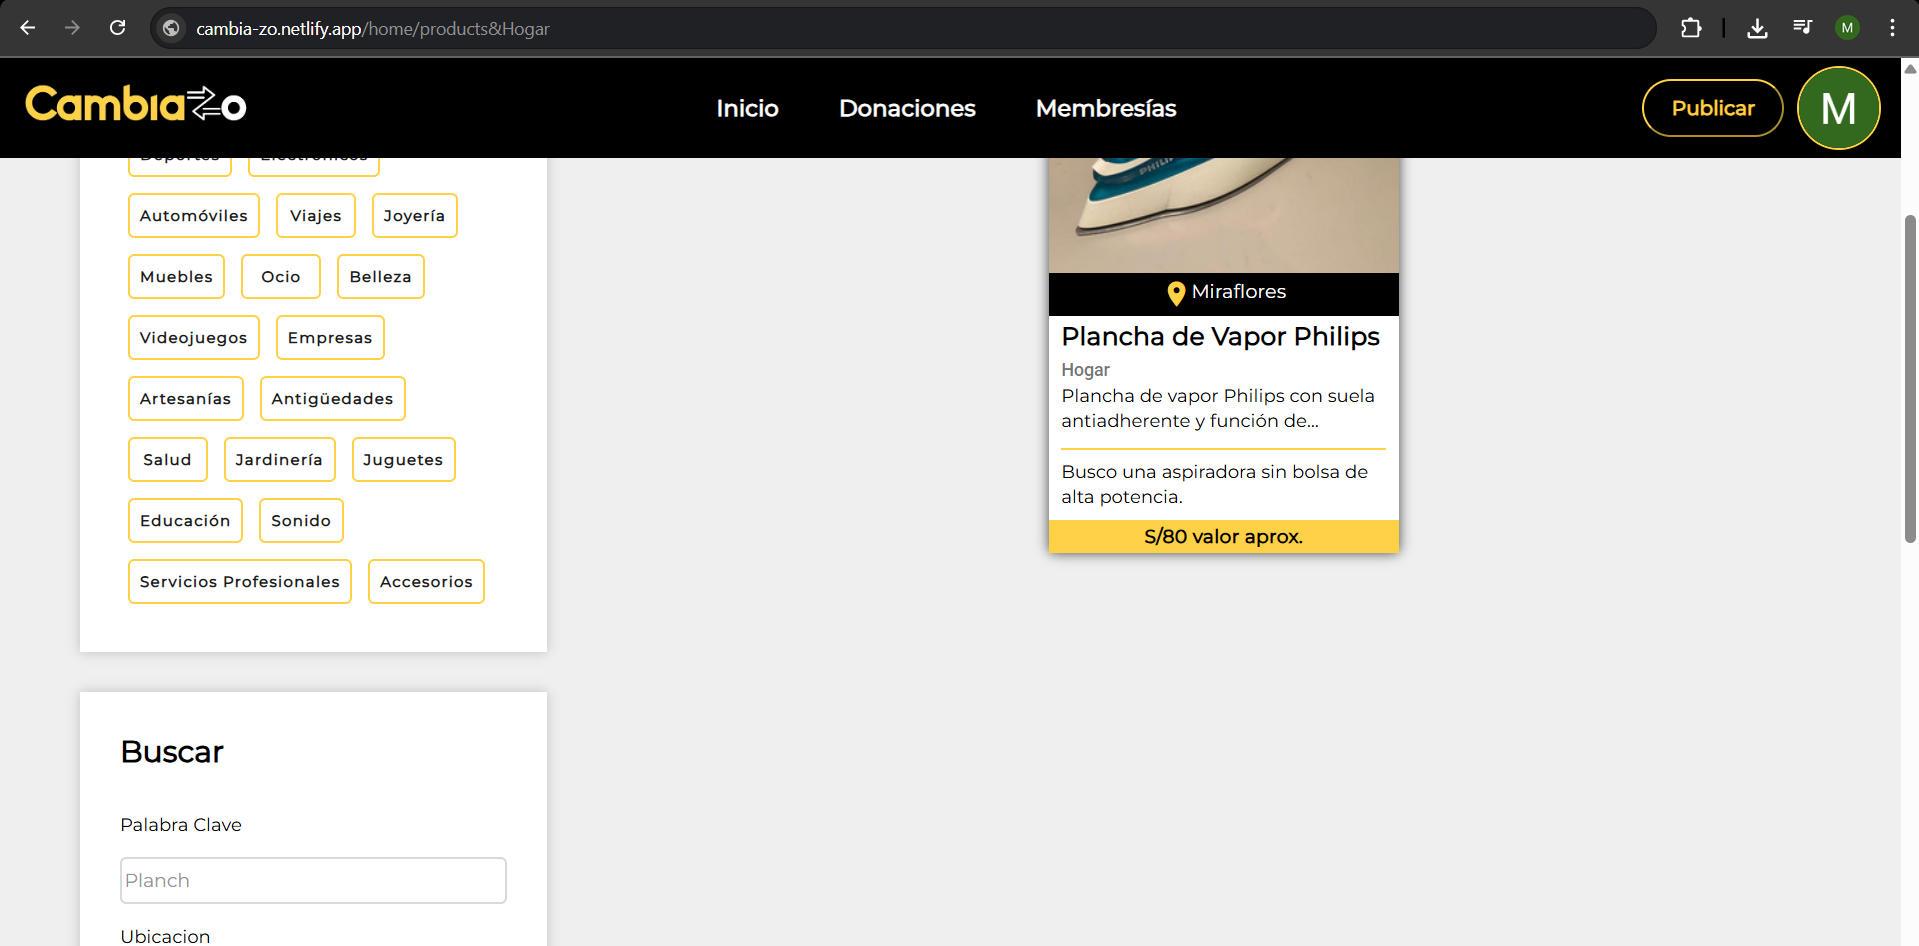 cambia-zo.netlify.app/home/products&Hogar
M
Cambiazo
Inicio
Donaciones
Membresías
Publicar
M
Deportes
Electrónicos
Automóviles
Viajes
Joyería
Muebles
Ocio
Belleza
Videojuegos
Empresas
Artesanías
Antigüedades
Salud
Jardinería
Juguetes
Educación
Sonido
Servicios Profesionales
Accesorios
Buscar
Palabra Clave
Planch
Ubicacion
PHILIPS
Miraflores
Plancha de Vapor Philips
Hogar
Plancha de vapor Philips con suela
antiadherente y función de...
Busco una aspiradora sin bolsa de
alta potencia.
S/80 valor aprox.